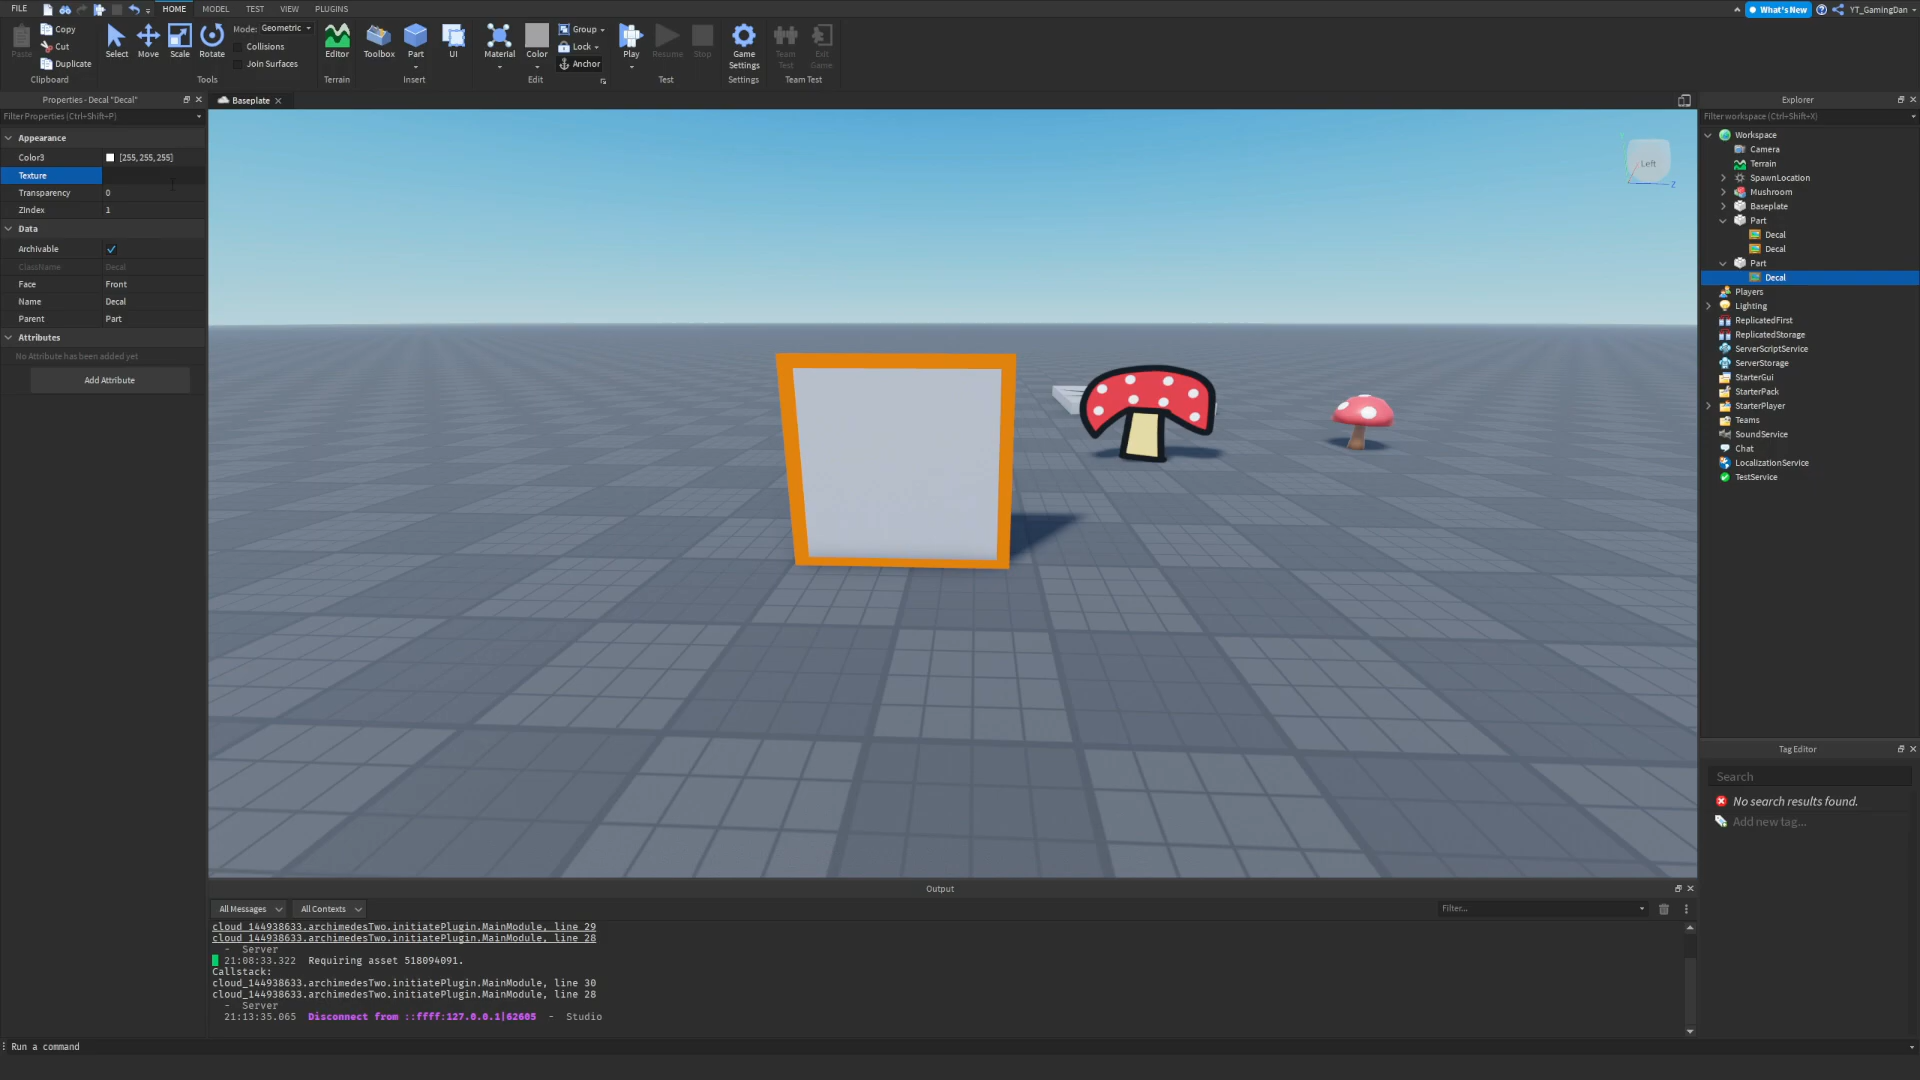 FILE HOME MODEL TEST VIEW PLUGINS What's New YT_GamingDan
Paste Copy Cut Duplicate Clipboard
Select Move Scale Rotate Mode: Geometric Collisions Join Surfaces Tools
Editor Terrain
Toolbox Part UI Insert
Material Color Group Lock Anchor Edit
Play Resume Stop Test
Game Settings Settings
Team Test Exit Game Team Test
Properties - Decal "Decal"
Filter Properties (Ctrl+Shift+P)
Appearance
Color3 [255, 255, 255]
Texture
Transparency 0
ZIndex 1
Data
Archivable
ClassName Decal
Face Front
Name Decal
Parent Part
Attributes
No Attribute has been added yet
Add Attribute
Baseplate
Left
Z
Explorer
Filter workspace (Ctrl+Shift+X)
Workspace
Camera
Terrain
SpawnLocation
Mushroom
Baseplate
Part
Decal
Decal
Part
Decal
Players
Lighting
ReplicatedFirst
ReplicatedStorage
ServerScriptService
ServerStorage
StarterGui
StarterPack
StarterPlayer
Teams
SoundService
Chat
LocalizationService
TestService
Tag Editor
Search
No search results found.
Add new tag...
Output
All Messages All Contexts Filter...
cloud_144938633.archimedesTwo.initiatePlugin.MainModule, line 29
cloud_144938633.archimedesTwo.initiatePlugin.MainModule, line 28
- Server
21:08:33.322 Requiring asset 518094091.
Callstack:
cloud_144938633.archimedesTwo.initiatePlugin.MainModule, line 30
cloud_144938633.archimedesTwo.initiatePlugin.MainModule, line 28
- Server
21:13:35.065 Disconnect from ::ffff:127.0.0.1|62605 - Studio
Run a command